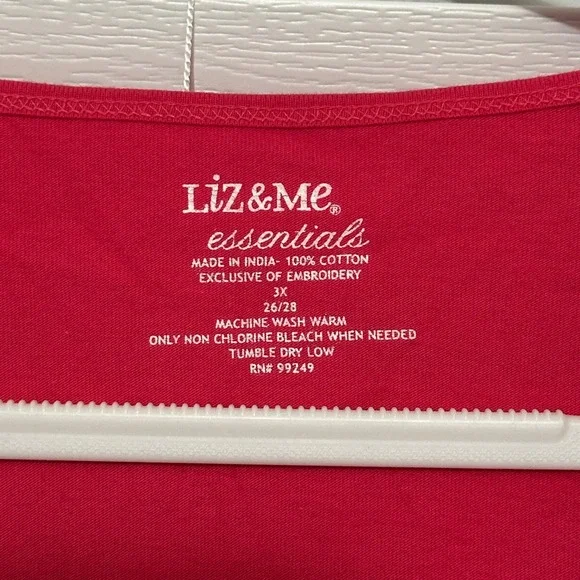 Liz&Me®
essentials
MADE IN INDIA- 100% COTTON
EXCLUSIVE OF EMBROIDERY
3X
26/28
MACHINE WASH WARM
ONLY NON CHLORINE BLEACH WHEN NEEDED
TUMBLE DRY LOW
RN# 99249